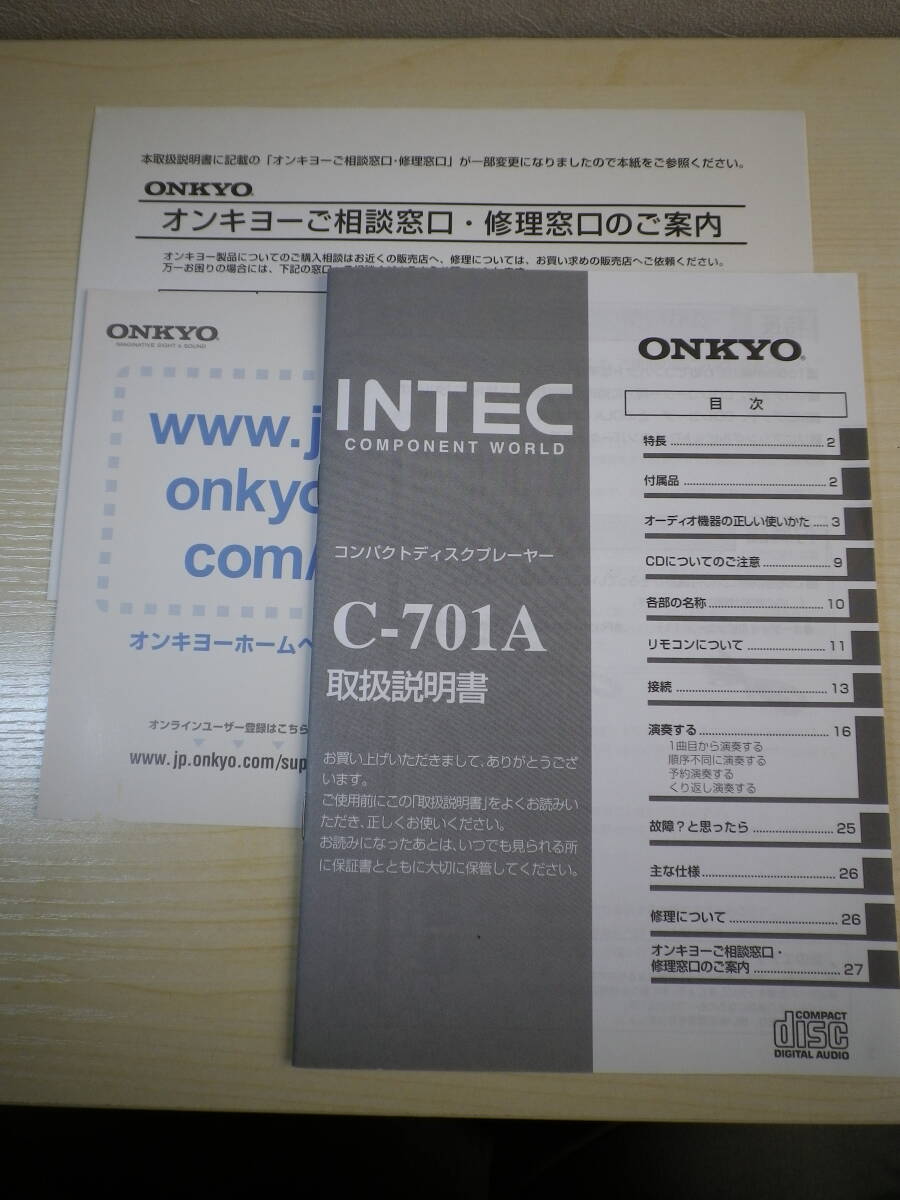 本取扱説明書に記載の「オンキヨーご相談窓口・修理窓口」が一部変更になりましたので本紙をご参照ください。
ONKYO
オンキヨーご相談窓口・修理窓口のご案内
オンキヨー製品についてのご購入相談はお近くの販売店へ、修理については、お買い求めの販売店へご依頼ください。
万一お困りの場合には、下記の窓口
ONKYO
IMAGINATIVE SIGHT & SOUND
www.j
onkyo
com/
オンキヨーホームヘ
オンラインユーザー登録はこちら
www.jp.onkyo.com/sup
INTEC
COMPONENT WORLD
コンパクトディスクプレーヤー
C-701A
取扱説明書
お買い上げいただきまして、ありがとうござ
います。
ご使用前にこの「取扱説明書」をよくお読みい
ただき、正しくお使いください。
お読みになったあとは、いつでも見られる所
に保証書とともに大切に保管してください。
ONKYO®
目 次
特長 ........ 2
付属品 ........ 2
オーディオ機器の正しい使いかた ..... 3
CDについてのご注意 ........ 9
各部の名称 ........ 10
リモコンについて ........ 11
接続 ........ 13
演奏する ........ 16
1曲目から演奏する
順序不同に演奏する
予約演奏する
くり返し演奏する
故障?と思ったら ........ 25
主な仕様 ........ 26
修理について ........ 26
オンキヨーご相談窓口・
修理窓口のご案内 ........ 27
COMPACT
disc
DIGITAL AUDIO